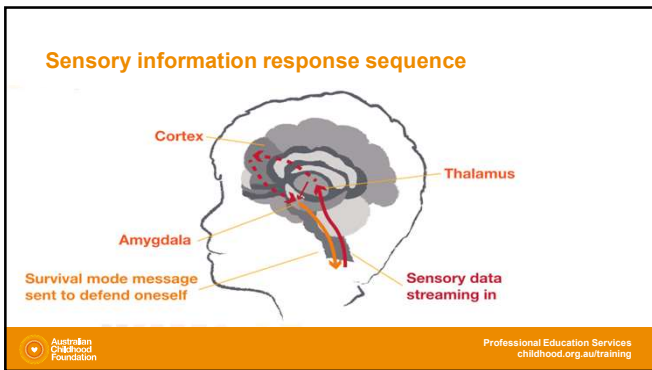 Sensory information response sequence
Cortex
Thalamus
Amygdala
Survival mode message
sent to defend oneself
Sensory data
streaming in
Australian
Childhood
Foundation
Professional Education Services
childhood.org.au/training